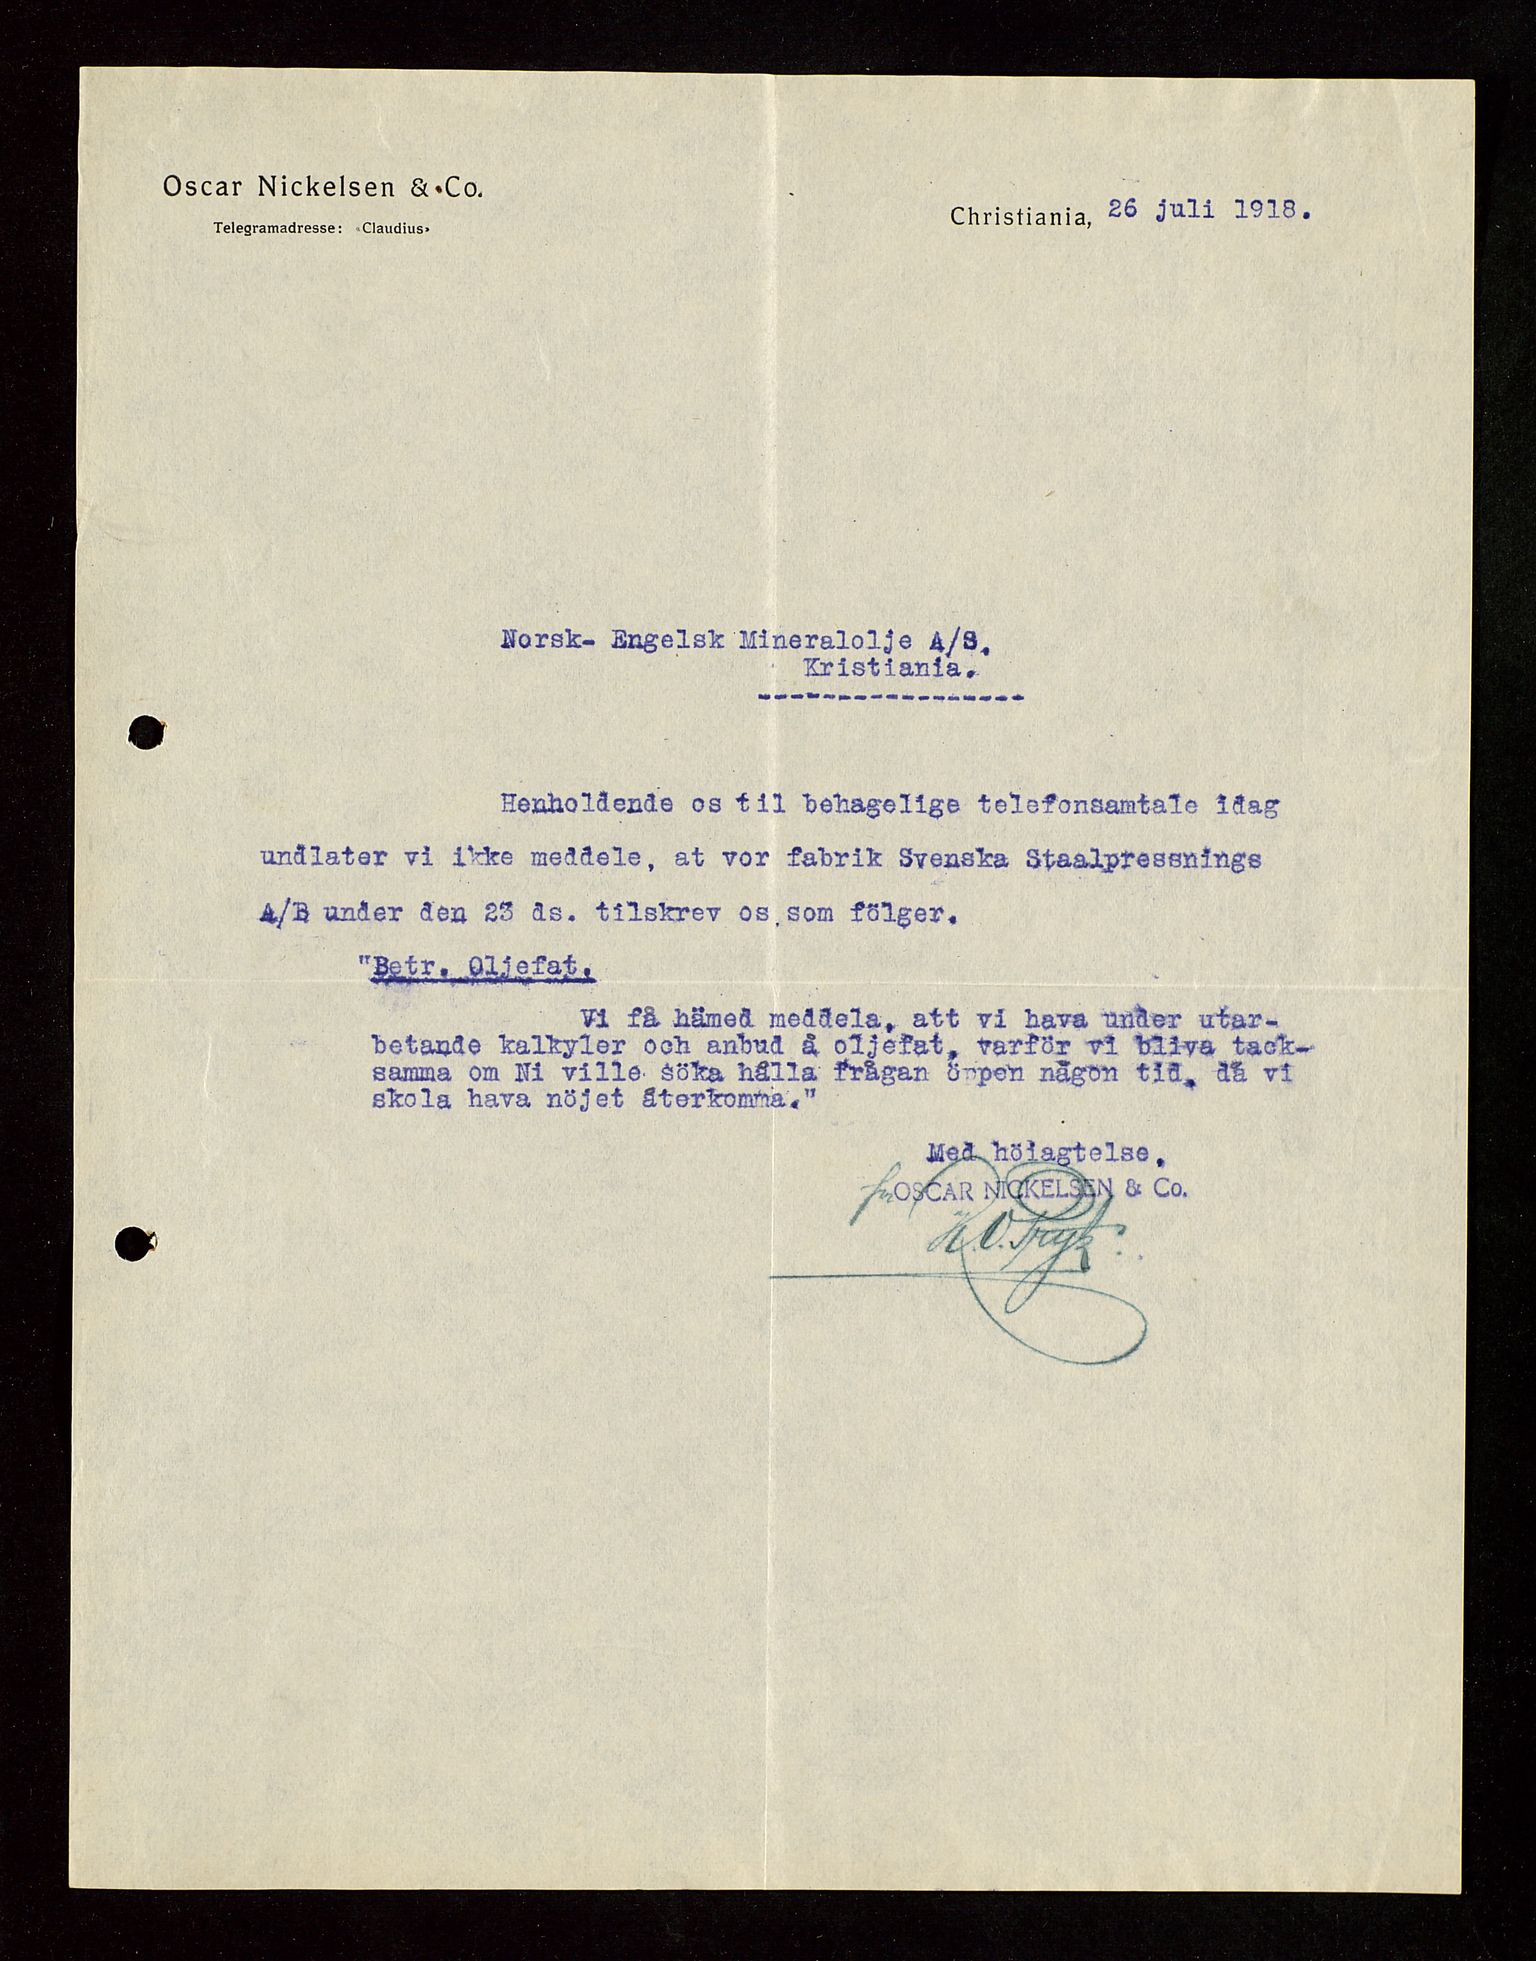 Oscar Nickelsen & Co.
Telegramadresse: «Claudius»
Christiania, 26 juli 1918.
Norsk- Engelsk Mineralolje A/S.
Kristiania.
-----------------
Henholdende os til behagelige telefonsamtale idag
undlater vi ikke meddele, at vor fabrik Svenska Staalpressnings
A/B under den 23 ds. tilskrev os som fölger.
"Betr. Oljefat.
Vi få hämed meddela, att vi hava under utar-
betande kalkyler och anbud å oljefat, varför vi bliva tack-
samma om Ni ville söka hålla frågan öppen någon tid, då vi
skola hava nöjet återkomma."
Med höiagtelse.
OSCAR NICKELSEN & Co.